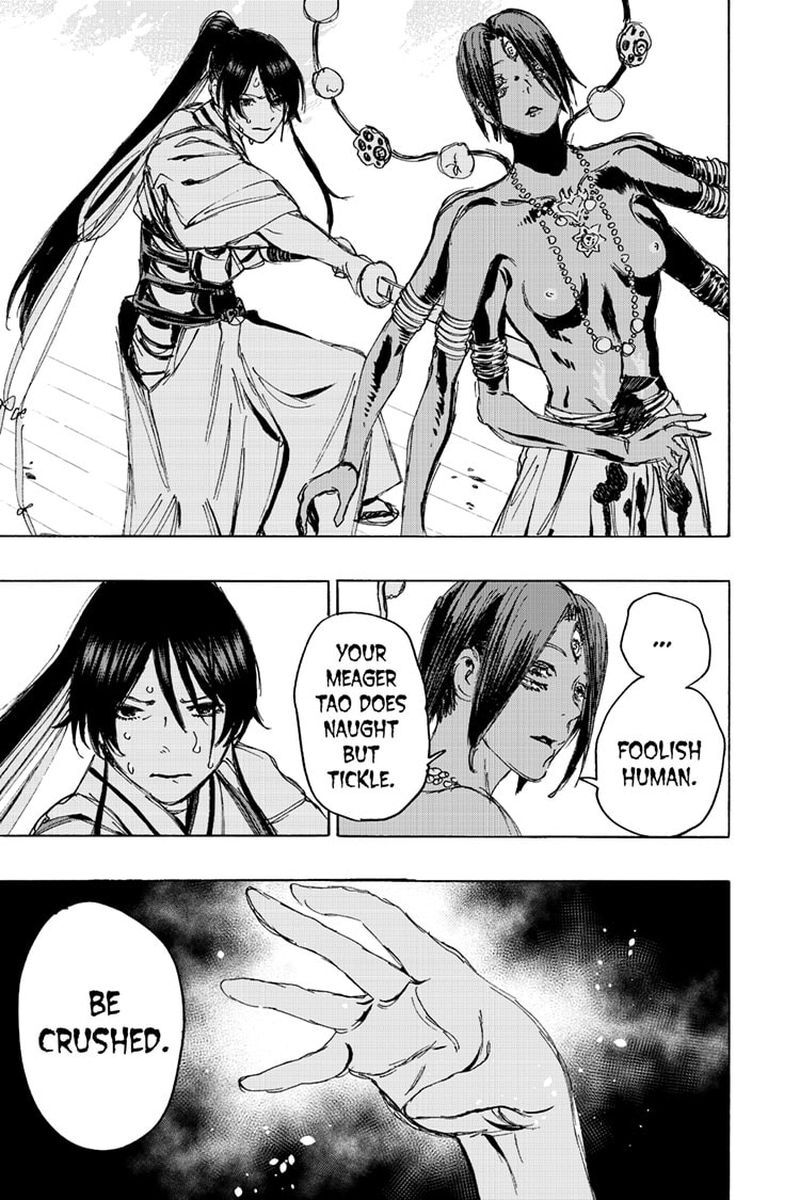 ...
FOOLISH
HUMAN.
YOUR
MEAGER
TAO DOES
NAUGHT
BUT
TICKLE.
BE
CRUSHED.